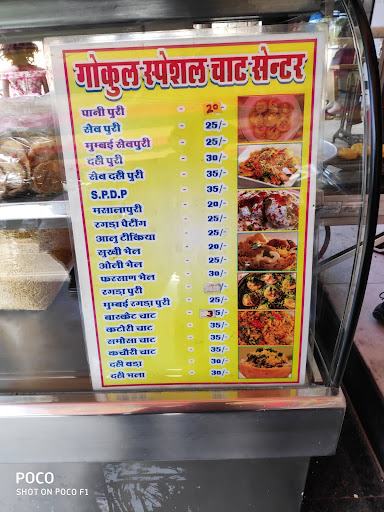 गोकुल स्पेशल चाट सेन्टर
पानी पुरी - 20/-
सेव पुरी - 25/-
मुम्बई सेवपुरी - 25/-
दही पुरी - 30/-
सेव दही पुरी - 35/-
S.P.D.P - 35/-
मसालापुरी - 20/-
रगडा पेटींग - 25/-
आलू टीकिया - 25/-
सुखी भेल - 20/-
ओली भेल - 25/-
फरसाण भेल - 30/-
रगडा पुरी - /-
मुम्बई रगडा पुरी - 25/-
बास्केट चाट - 35/-
कटोरी चाट - 35/-
समोसा चाट - 35/-
कचौरी चाट - 35/-
दही वडा - 30/-
दही भला - 30/-
POCO
SHOT ON POCO F1